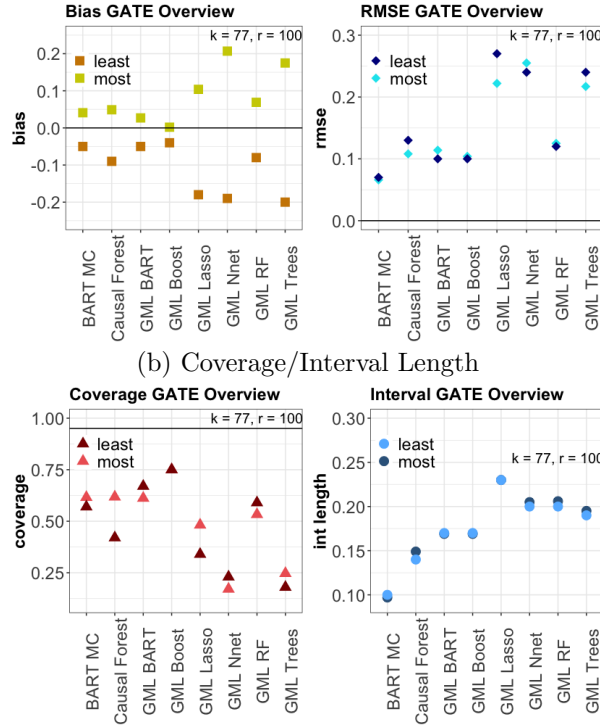 Bias GATE Overview
k = 77, r = 100
least
most
0.2
0.1
0.0
-0.1
-0.2
bias
BART MC
Causal Forest
GML BART
GML Boost
GML Lasso
GML Nnet
GML RF
GML Trees
RMSE GATE Overview
k = 77, r = 100
least
most
0.3
0.2
0.1
0.0
rmse
BART MC
Causal Forest
GML BART
GML Boost
GML Lasso
GML Nnet
GML RF
GML Trees
(b) Coverage/Interval Length
Coverage GATE Overview
k = 77, r = 100
least
most
1.00
0.75
0.50
0.25
coverage
BART MC
Causal Forest
GML BART
GML Boost
GML Lasso
GML Nnet
GML RF
GML Trees
Interval GATE Overview
least
most
k = 77, r = 100
0.30
0.25
0.20
0.15
0.10
int length
BART MC
Causal Forest
GML BART
GML Boost
GML Lasso
GML Nnet
GML RF
GML Trees